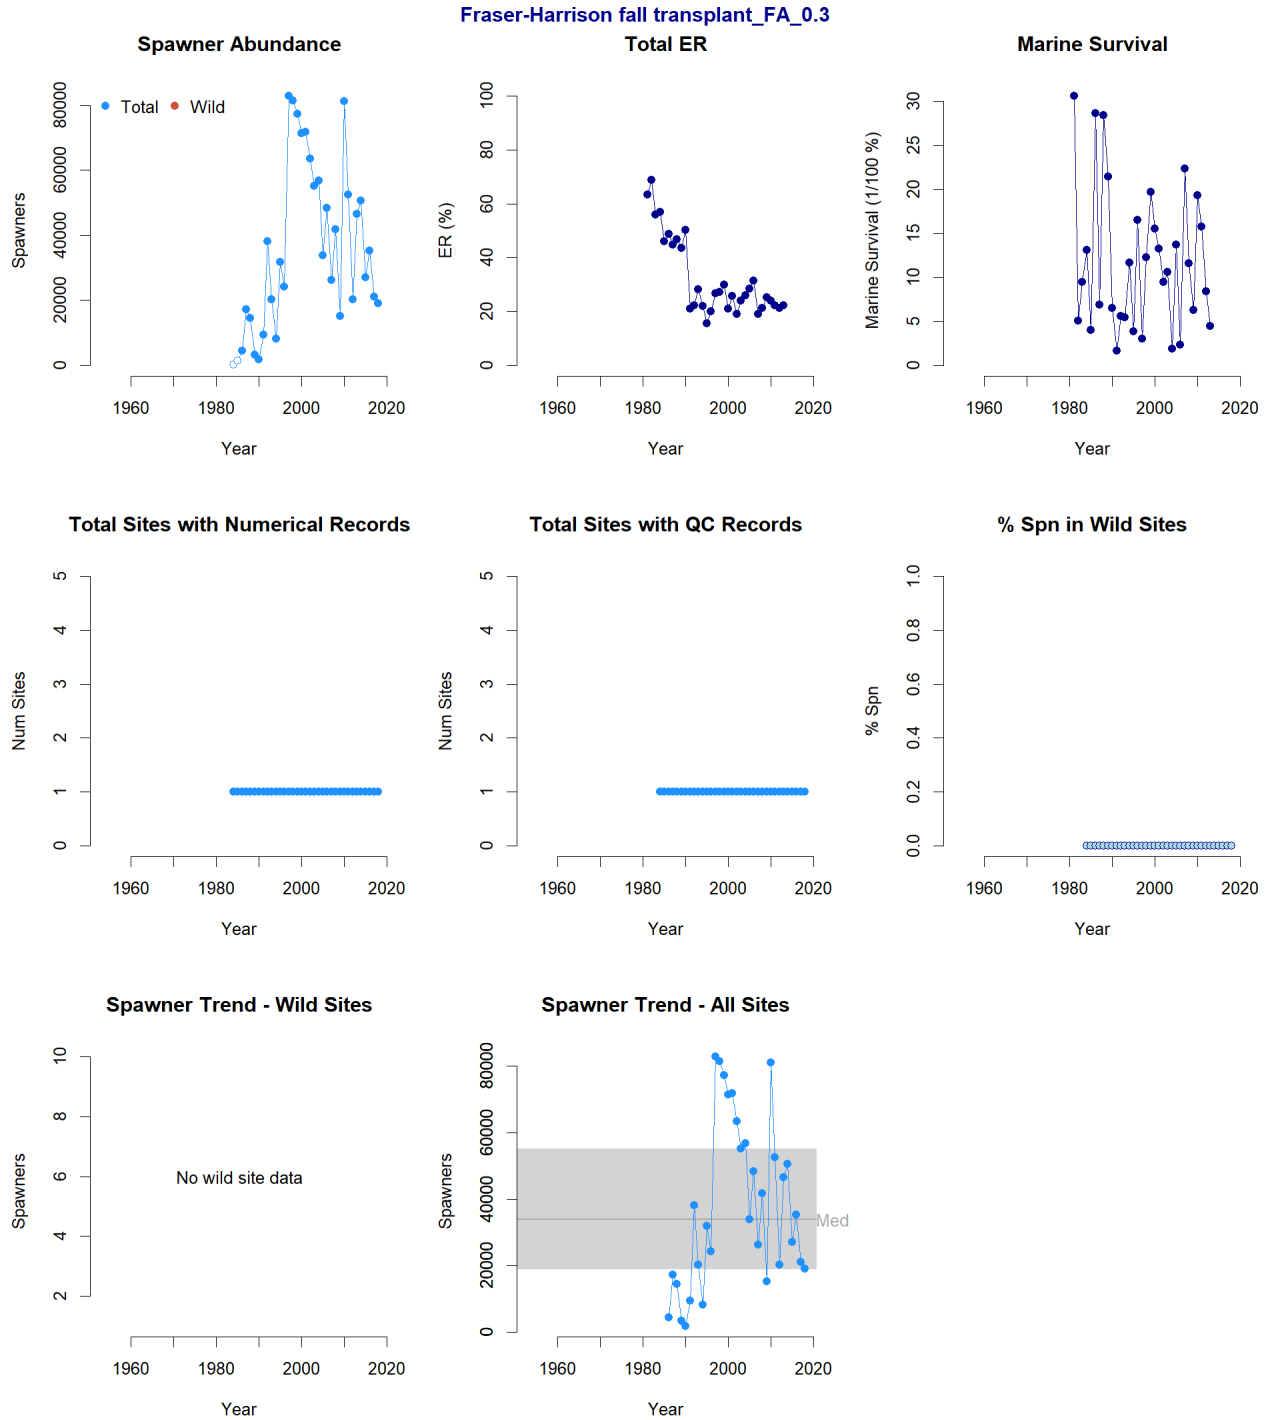 Fraser-Harrison fall transplant_FA_0.3
Spawner Abundance
Total
Wild
Spawners
0
20000
40000
60000
80000
1960
1980
2000
2020
Year
Total ER
ER (%)
0
20
40
60
80
100
1960
1980
2000
2020
Year
Marine Survival
Marine Survival (1/100 %)
0
5
10
15
20
25
30
1960
1980
2000
2020
Year
Total Sites with Numerical Records
Num Sites
0
1
2
3
4
5
1960
1980
2000
2020
Year
Total Sites with QC Records
Num Sites
0
1
2
3
4
5
1960
1980
2000
2020
Year
% Spn in Wild Sites
% Spn
0.0
0.2
0.4
0.6
0.8
1.0
1960
1980
2000
2020
Year
Spawner Trend - Wild Sites
Spawners
2
4
6
8
10
No wild site data
1960
1980
2000
2020
Year
Spawner Trend - All Sites
Spawners
0
20000
40000
60000
80000
Med
1960
1980
2000
2020
Year